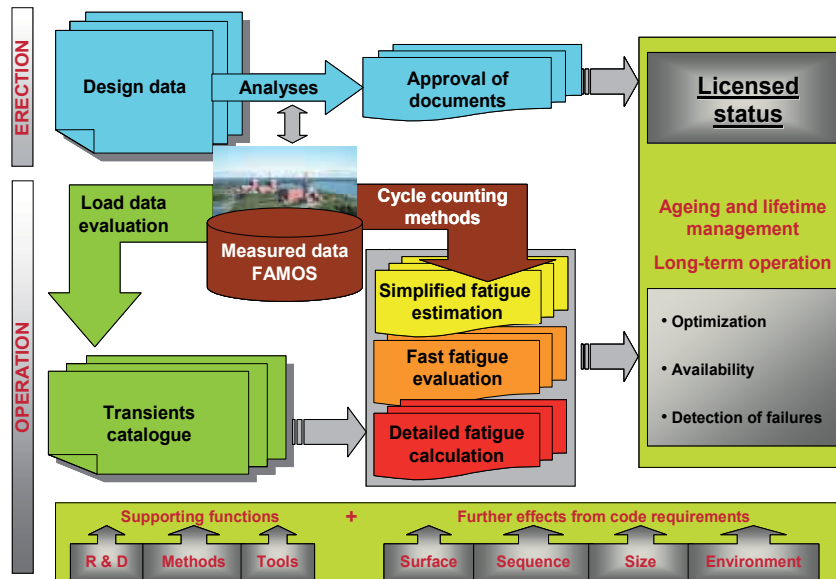 ERECTION
Design data
Analyses
Approval of
documents
Licensed
status
OPERATION
Load data
evaluation
Cycle counting
methods
Measured data
FAMOS
Ageing and lifetime
management
Long-term operation
Simplified fatigue
estimation
Fast fatigue
evaluation
Detailed fatigue
calculation
• Optimization
• Availability
• Detection of failures
Transients
catalogue
Supporting functions + Further effects from code requirements
R & D Methods Tools Surface Sequence Size Environment